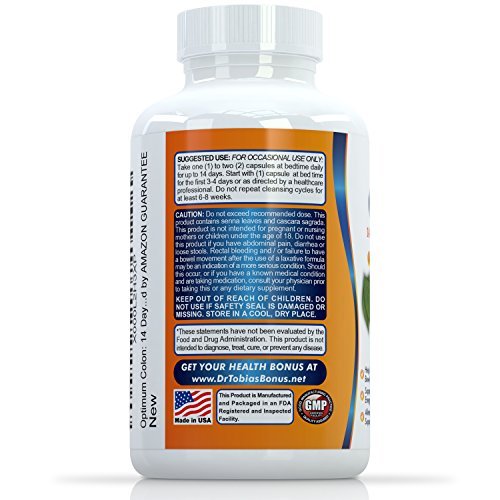 SUGGESTED USE: FOR OCCASIONAL USE ONLY:
Take one (1) to two (2) capsules at bedtime daily
for up to 14 days. Start with (1) capsule at bed time
for the first 3-4 days or as directed by a healthcare
professional. Do not repeat cleansing cycles for
at least 6-8 weeks.
CAUTION: Do not exceed recommended dose. This
product contains senna leaves and cascara sagrada.
This product is not intended for pregnant or nursing
mothers or children under the age of 18. Do not use
if you have abdominal pain, diarrhea or
loose stools. Rectal bleeding and / or failure to have
a bowel movement after the use of a laxative formula
may be an indication of a more serious condition. Should
this occur, or if you have a known medical condition
and are taking medication, consult your physician prior
to taking this or any dietary supplement.
KEEP OUT OF REACH OF CHILDREN. DO
NOT USE IF SAFETY SEAL IS DAMAGED OR
MISSING. STORE IN A COOL, DRY PLACE.
*These statements have not been evaluated by the
Food and Drug Administration. This product is not
intended to diagnose, treat, cure, or prevent any disease.
GET YOUR HEALTH BONUS AT
www.DrTobiasBonus.net
Made in USA
This Product is Manufactured
and Packaged in an FDA
Registered and Inspected
Facility.
GMP
Optimum Colon: 14 Day...d by AMAZON GUARANTEE
New